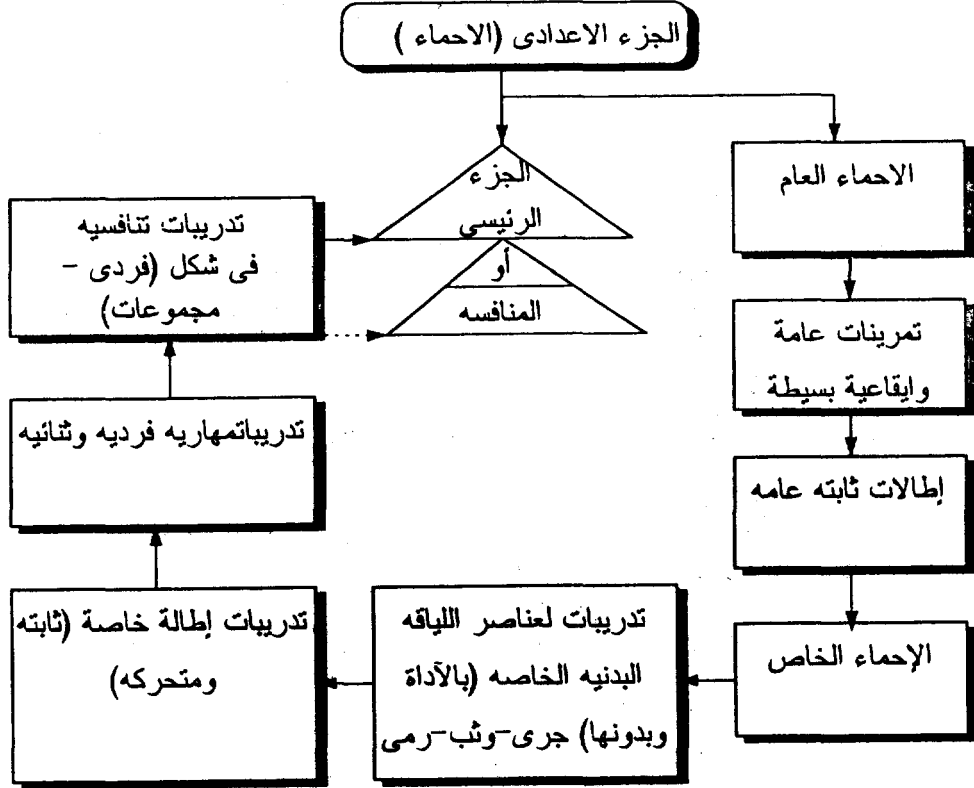 الجزء الاعدادى (الاحماء )
الاحماء العام
تمرينات عامة
وايقاعية بسيطة
إطالات ثابته عامه
الإحماء الخاص
تدريبات لعناصر اللياقه
البدنيه الخاصه (بالآداة
وبدونها) جرى-وثب-رمى
تدريبات إطالة خاصة (ثابته
ومتحركه)
تدريباتمهاريه فرديه وثنائيه
تدريبات تنافسيه
فى شكل (فردى -
مجموعات)
الجزء
الرئيسي
أو
المنافسه